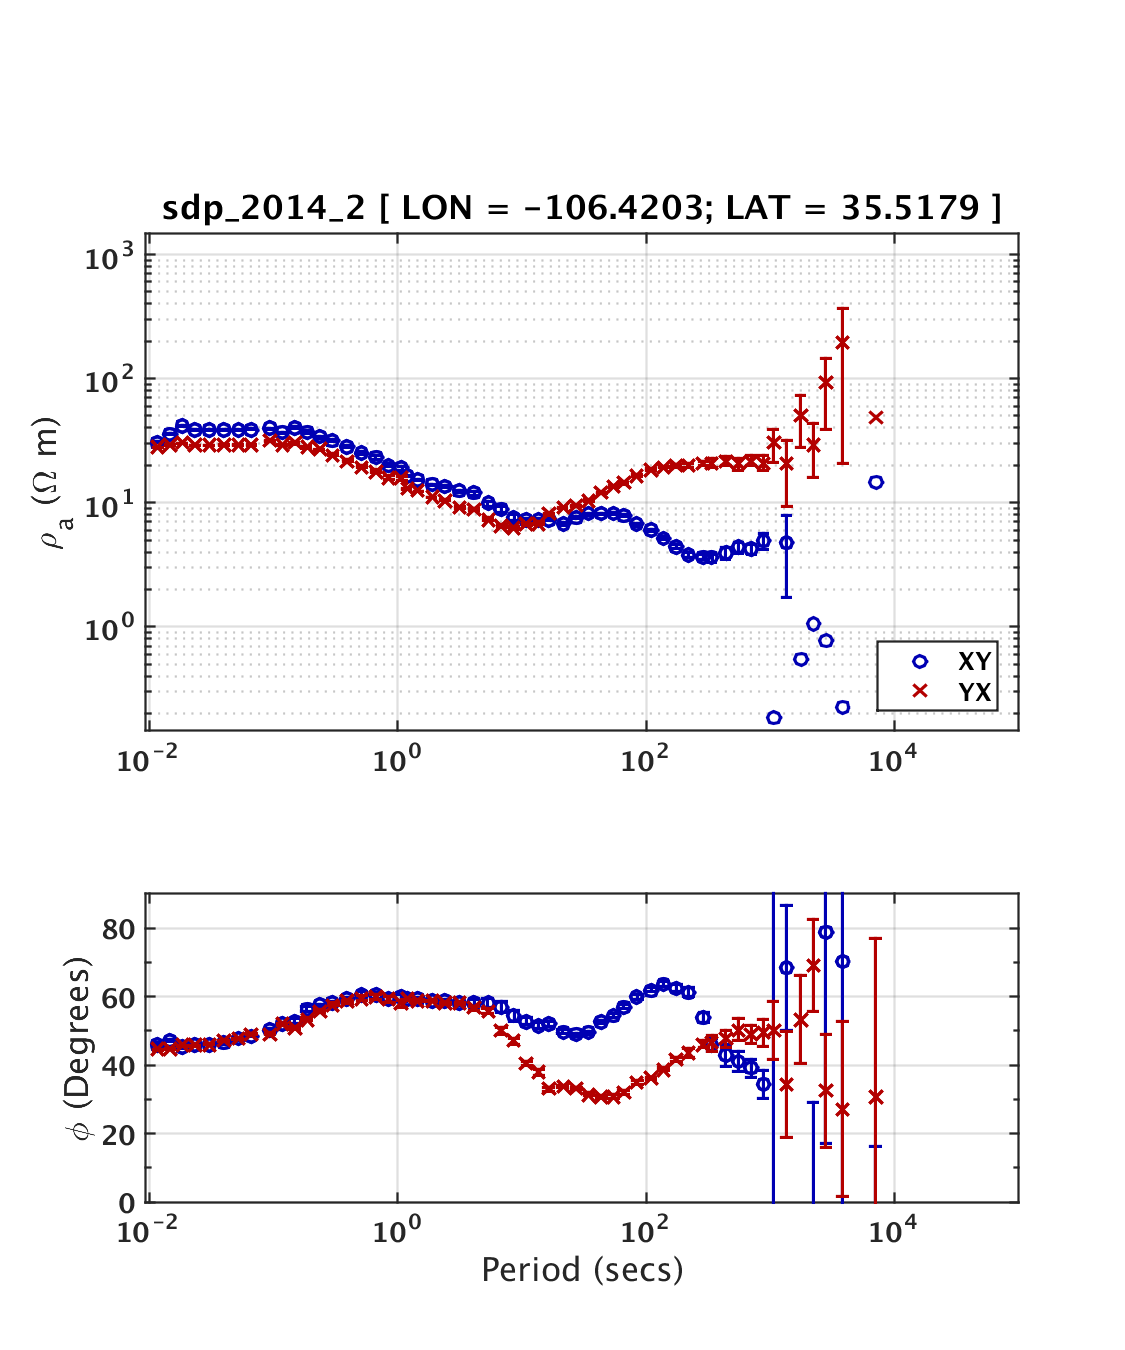 sdp_2014_2 [ LON = -106.4203; LAT = 35.5179 ]
10^3
10^2
10^1
10^0
ρ_a (Ω m)
XY
YX
10^-2 10^0 10^2 10^4
80
60
40
20
0
ϕ (Degrees)
10^-2 10^0 10^2 10^4
Period (secs)